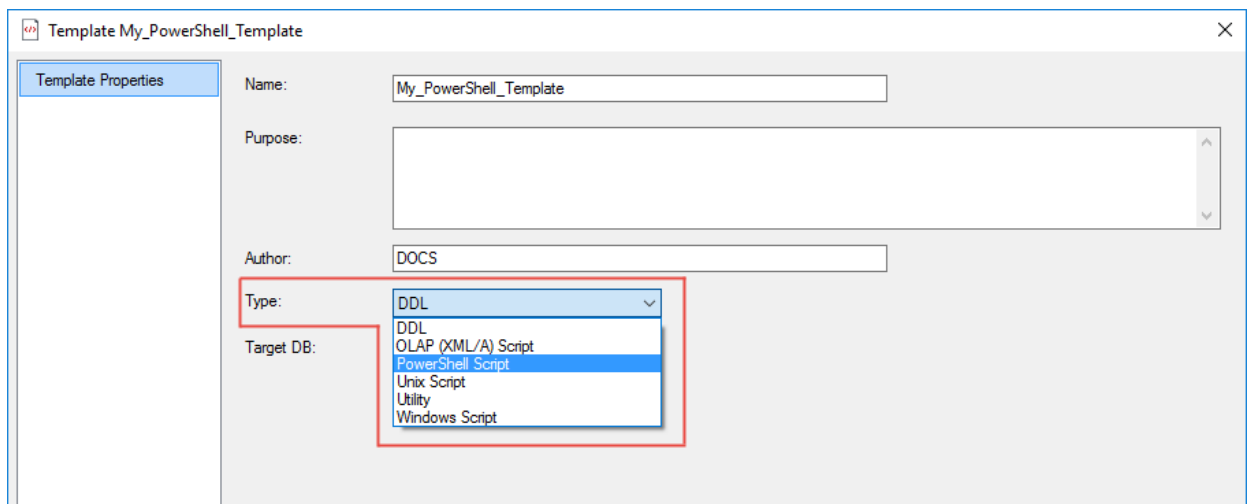 Template My_PowerShell_Template
Template Properties
Name:
My_PowerShell_Template
Purpose:
Author:
DOCS
Type:
DDL
DDL
OLAP (XML/A) Script
PowerShell Script
Unix Script
Utility
Windows Script
Target DB: